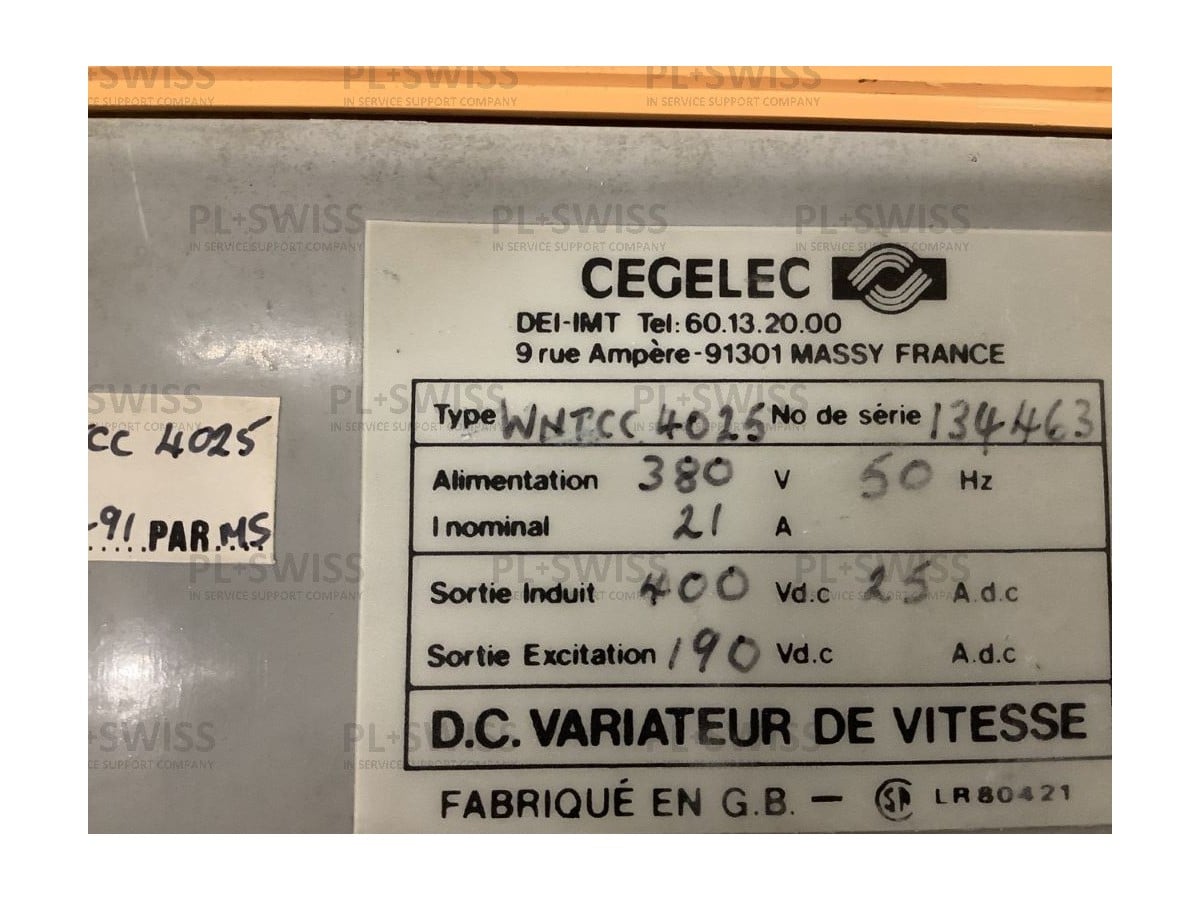 PL+SWISS
IN SERVICE SUPPORT COMPANY
CEGELEC
DEI-IMT Tel: 60.13.20.00
9 rue Ampère - 91301 MASSY FRANCE
Type WNTCC 4025 No de série 134463
Alimentation 380 V 50 Hz
I nominal 21 A
Sortie Induit 400 Vd.c 25 A.d.c
Sortie Excitation 190 Vd.c A.d.c
D.C. VARIATEUR DE VITESSE
FABRIQUÉ EN G.B. — LR80421
CC 4025
-91 PAR MS